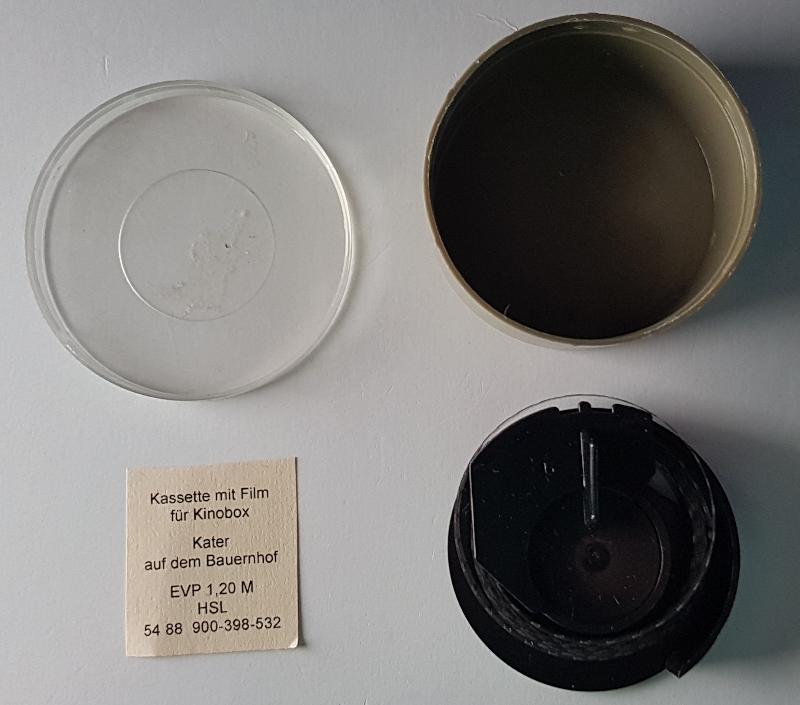 Kassette mit Film
für Kinobox
Kater
auf dem Bauernhof
EVP 1,20 M
HSL
54 88 900-398-532